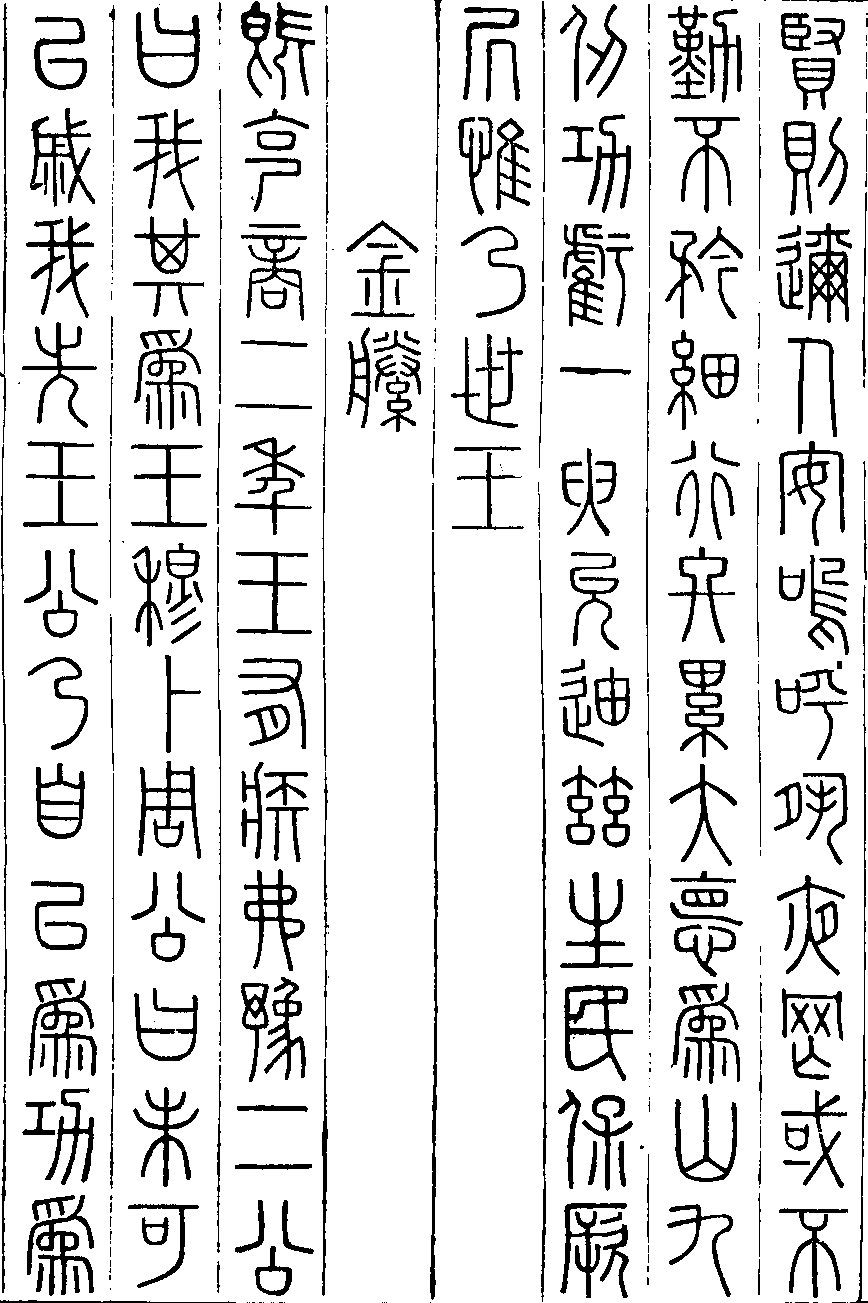 賢則邇人安嗚呼夙夜罔或不
勤不矜細行終累大悳為山九
仞功虧一臾允迪茲生民保厥
凥惟乃世王
金縢
既克商二年王有疾弗豫二公
曰我其為王穆卜周公曰未可
以戚我先王公乃自以為功為